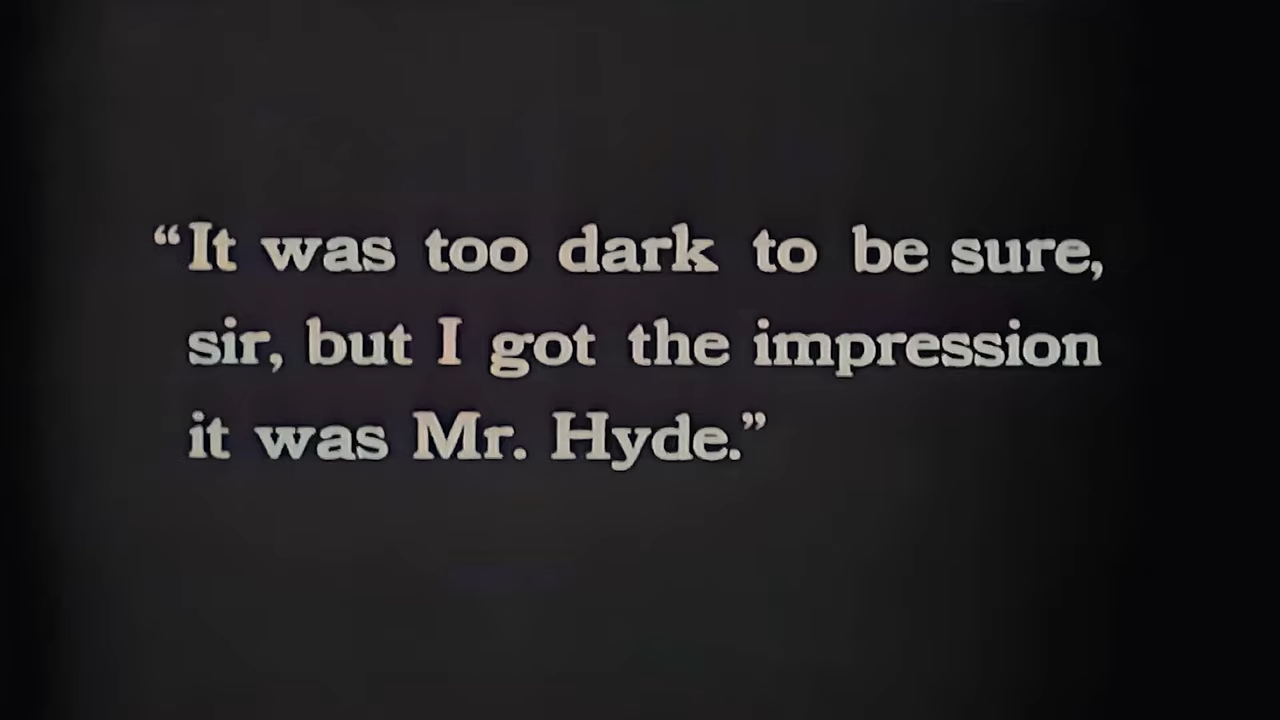 “It was too dark to be sure,
sir, but I got the impression
it was Mr. Hyde.”